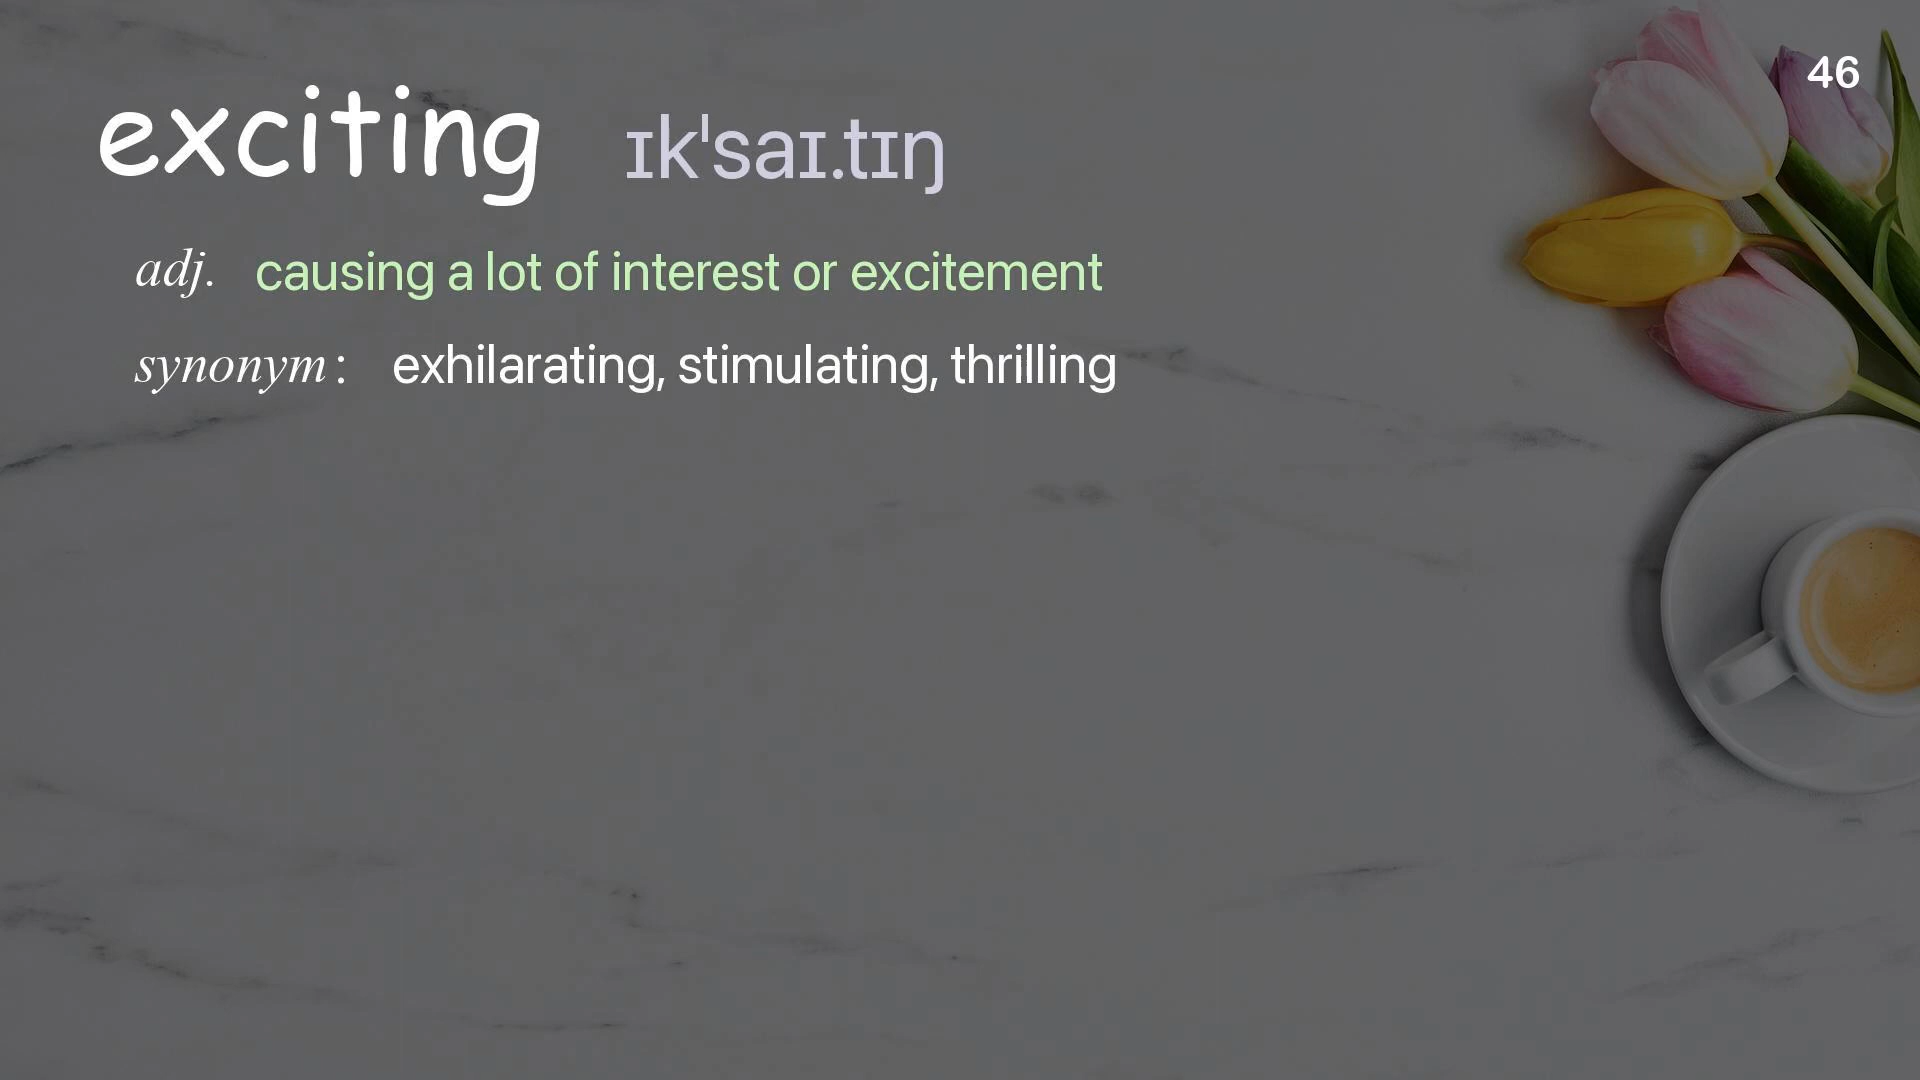 46
exciting ɪkˈsaɪ.tɪŋ
adj. causing a lot of interest or excitement
synonym: exhilarating, stimulating, thrilling